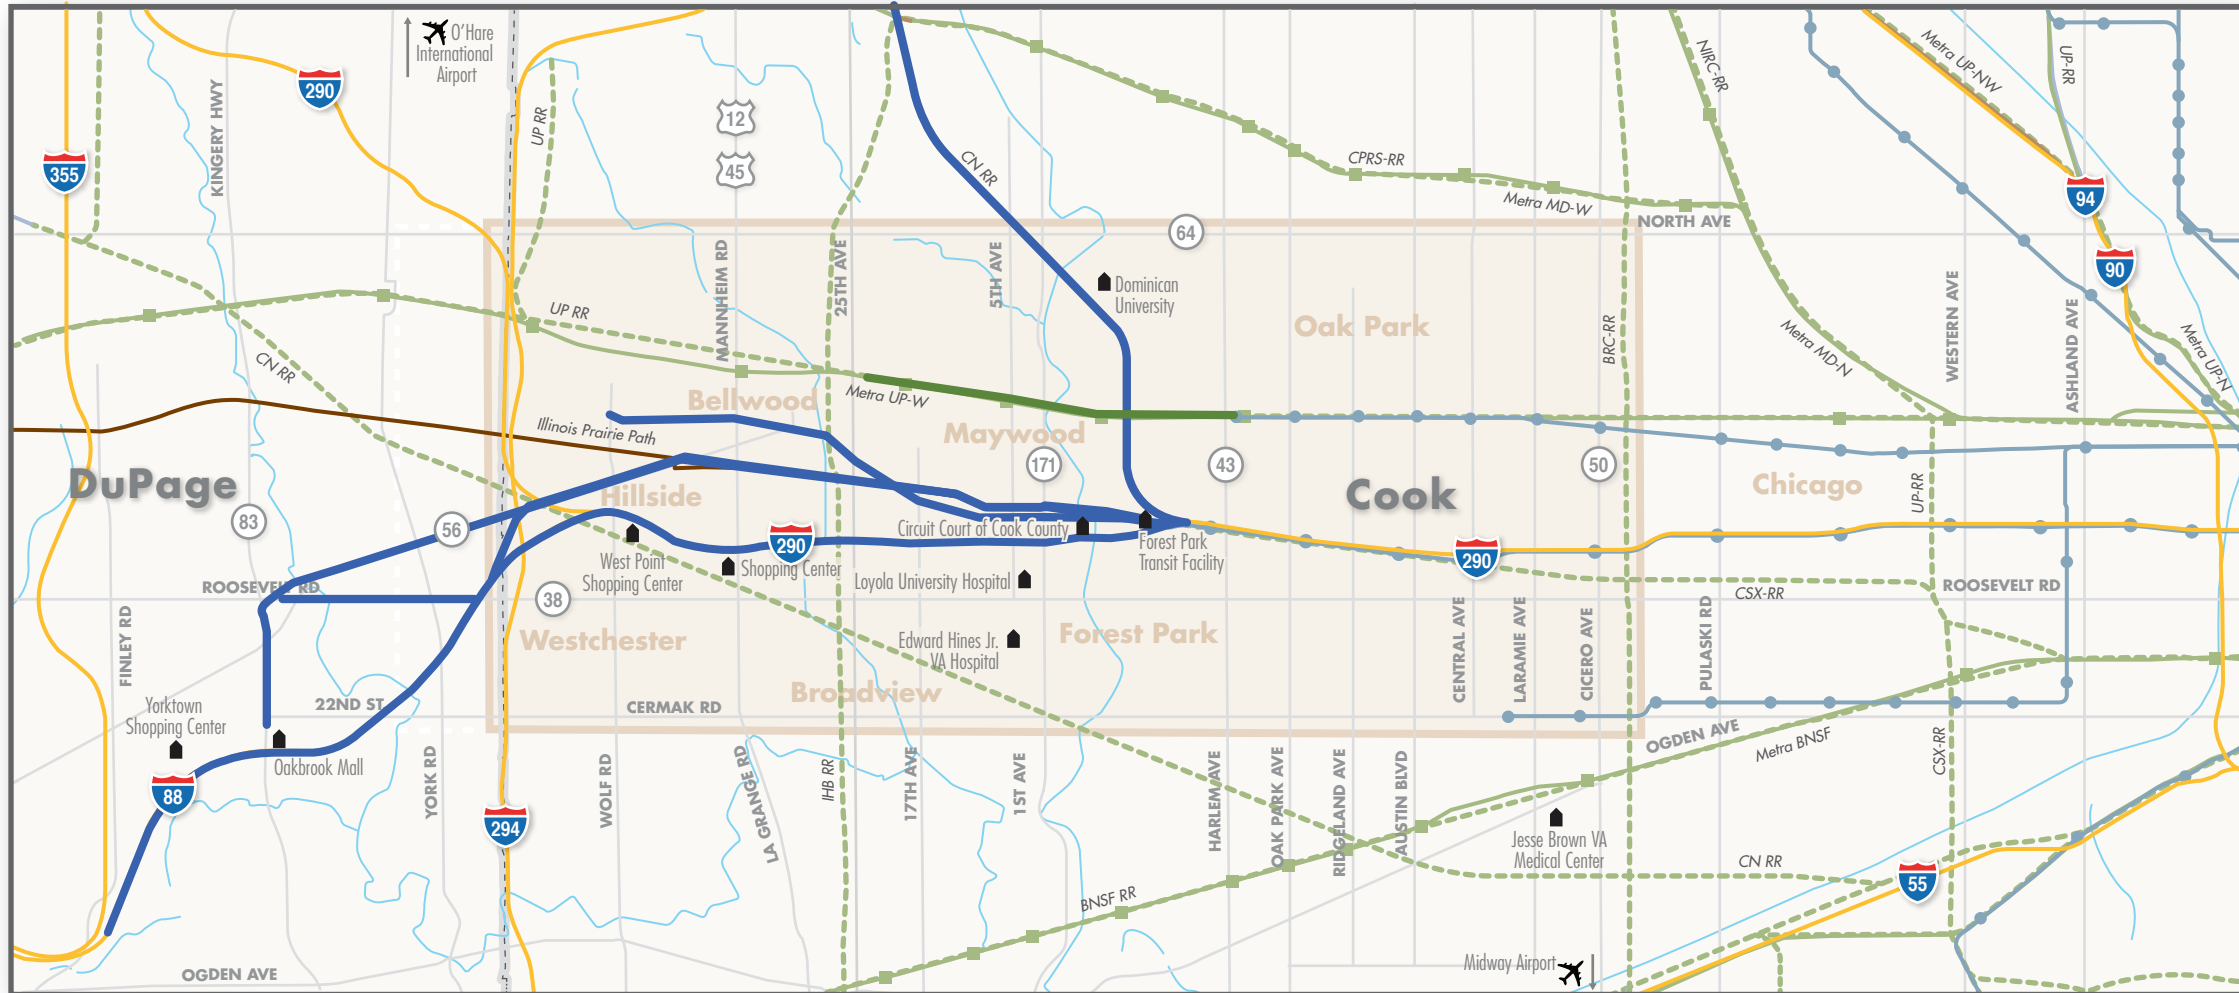 O'Hare
International
Airport
290
355
KINGERY HWY
UP RR
12
45
CN RR
CPRS-RR
Metra MD-W
NIRC-RR
Metra UP-NW
UP-RR
94
90
NORTH AVE
64
MANNHEIM RD
25TH AVE
5TH AVE
Dominican
University
Oak Park
BRC-RR
Metra MD-N
WESTERN AVE
ASHLAND AVE
Metra UP-N
UP RR
CN RR
Bellwood
Metra UP-W
Illinois Prairie Path
Maywood
171
43
50
DuPage
Hillside
Cook
Chicago
UP-RR
83
56
Circuit Court of Cook County
290
Forest Park
Transit Facility
290
West Point
Shopping Center
Shopping Center
Loyola University Hospital
ROOSEVELT RD
38
CSX-RR
ROOSEVELT RD
FINLEY RD
Westchester
Edward Hines Jr.
VA Hospital
Forest Park
CENTRAL AVE
LARAMIE AVE
CICERO AVE
PULASKI RD
Broadview
Yorktown
Shopping Center
22ND ST
CERMAK RD
Oakbrook Mall
88
YORK RD
294
WOLF RD
LA GRANGE RD
IHB RR
17TH AVE
1ST AVE
HARLEM AVE
OAK PARK AVE
RIDGELAND AVE
AUSTIN BLVD
OGDEN AVE
Metra BNSF
CSX-RR
Jesse Brown VA
Medical Center
CN RR
55
BNSF RR
Midway Airport
OGDEN AVE